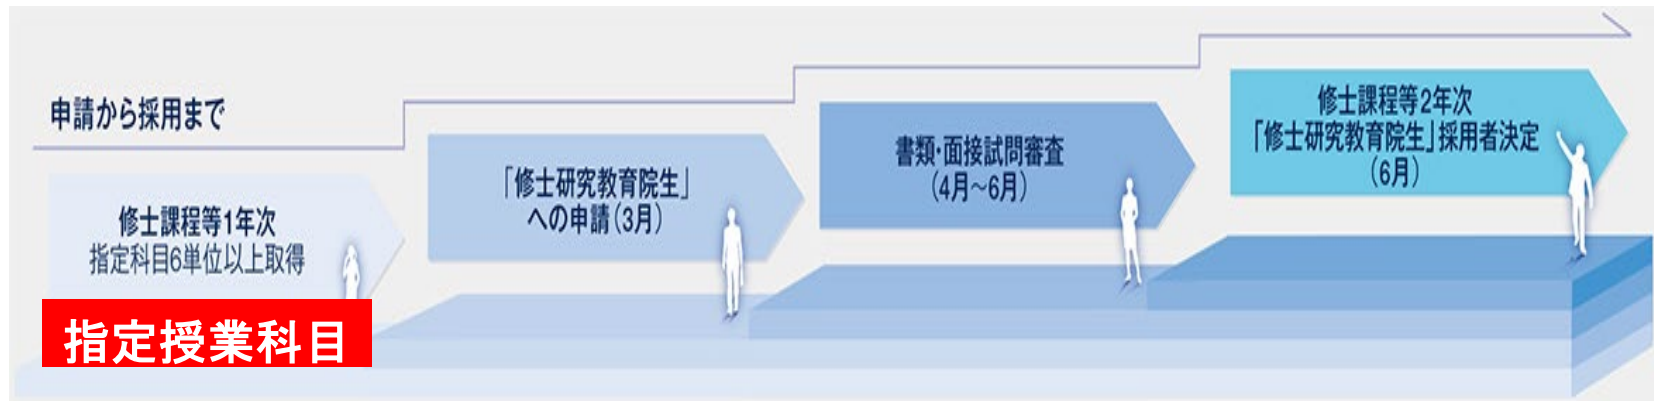 申請から採用まで
修士課程等1年次
指定科目6単位以上取得
指定授業科目
「修士研究教育院生」
への申請(3月)
書類・面接試問審査
(4月～6月)
修士課程等2年次
「修士研究教育院生」採用者決定
(6月)